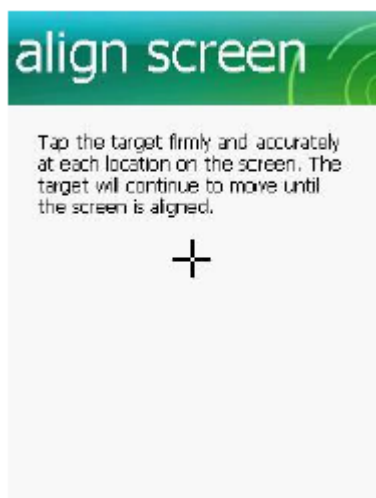 align screen
Tap the target firmly and accurately
at each location on the screen. The
target will continue to move until
the screen is aligned.